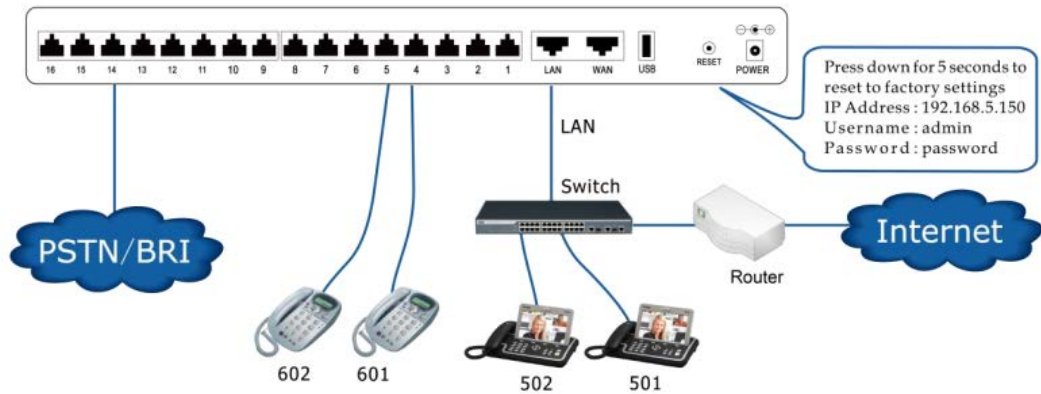 16 15 14 13 12 11 10 9 8 7 6 5 4 3 2 1 LAN WAN USB RESET POWER
Press down for 5 seconds to
reset to factory settings
IP Address : 192.168.5.150
Username : admin
Password : password
LAN
Switch
PSTN/BRI
Internet
Router
602 601 502 501